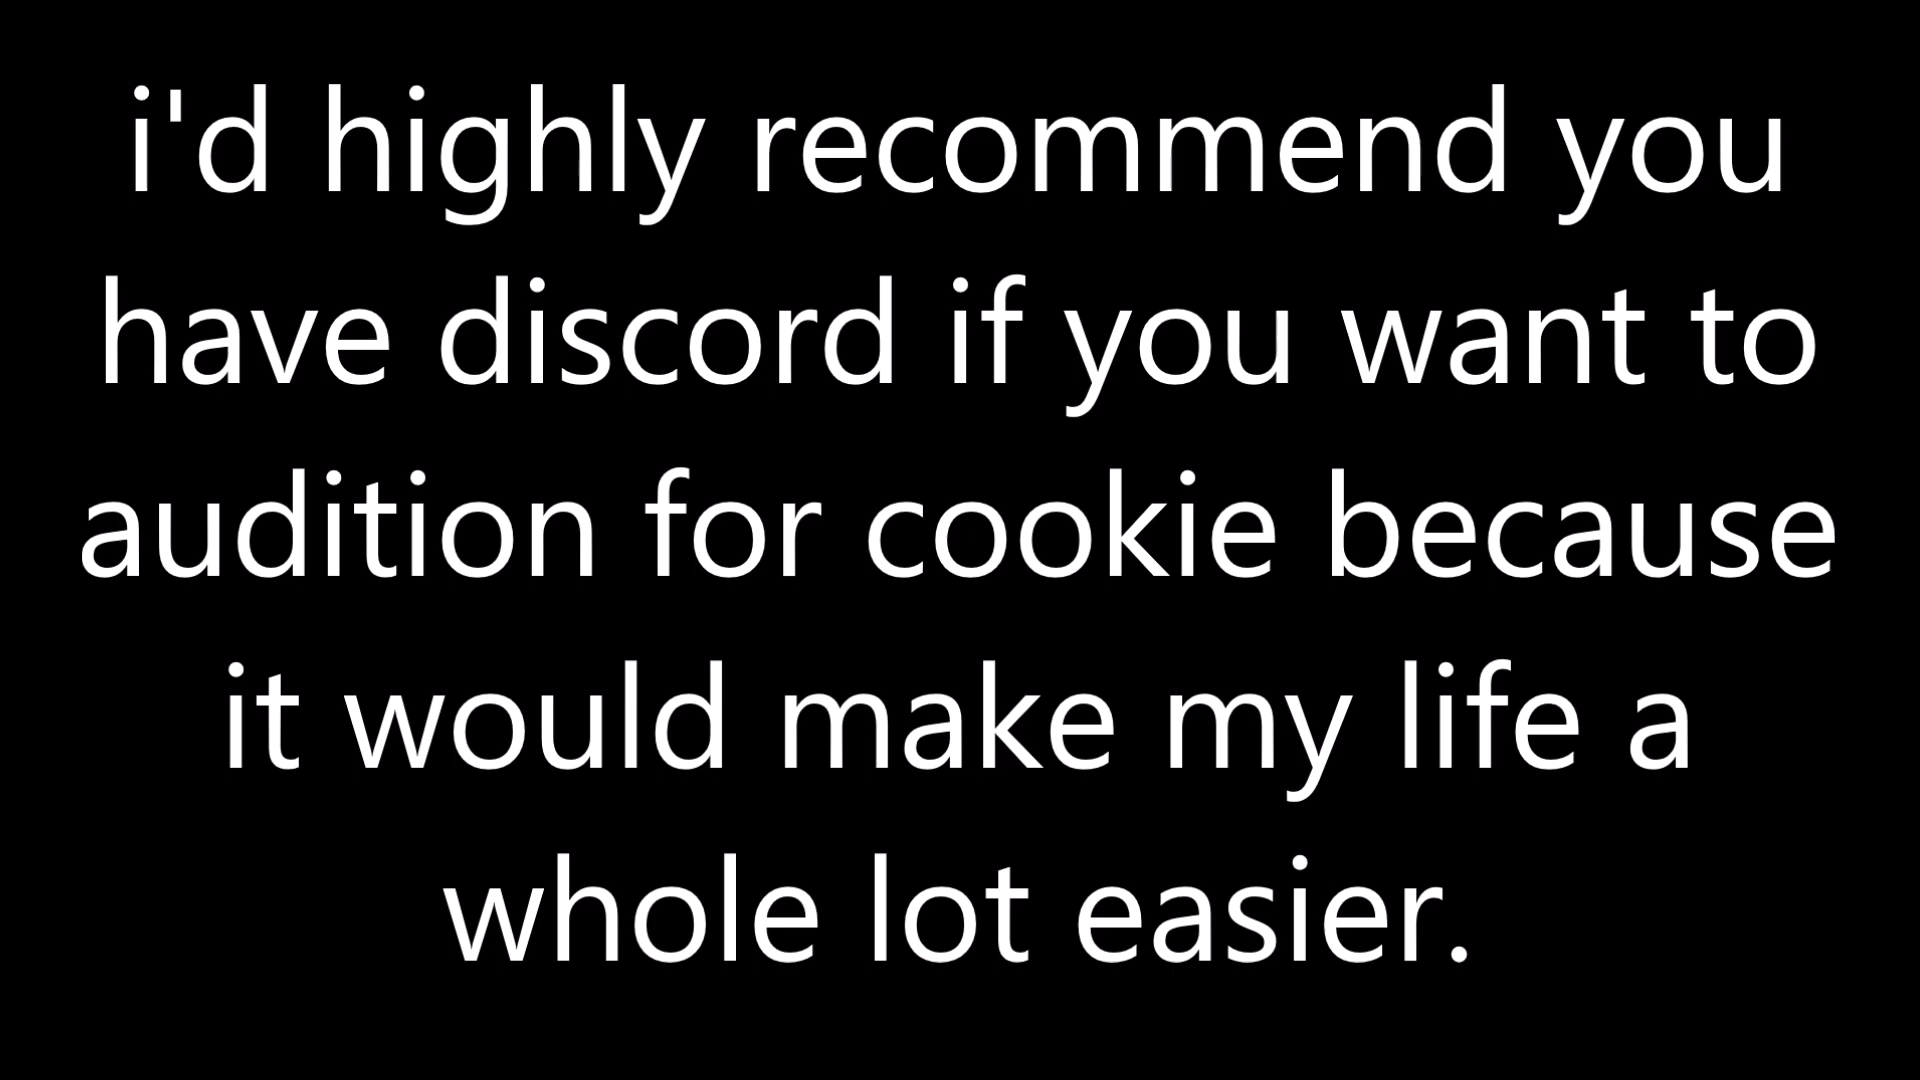 i'd highly recommend you
have discord if you want to
audition for cookie because
it would make my life a
whole lot easier.